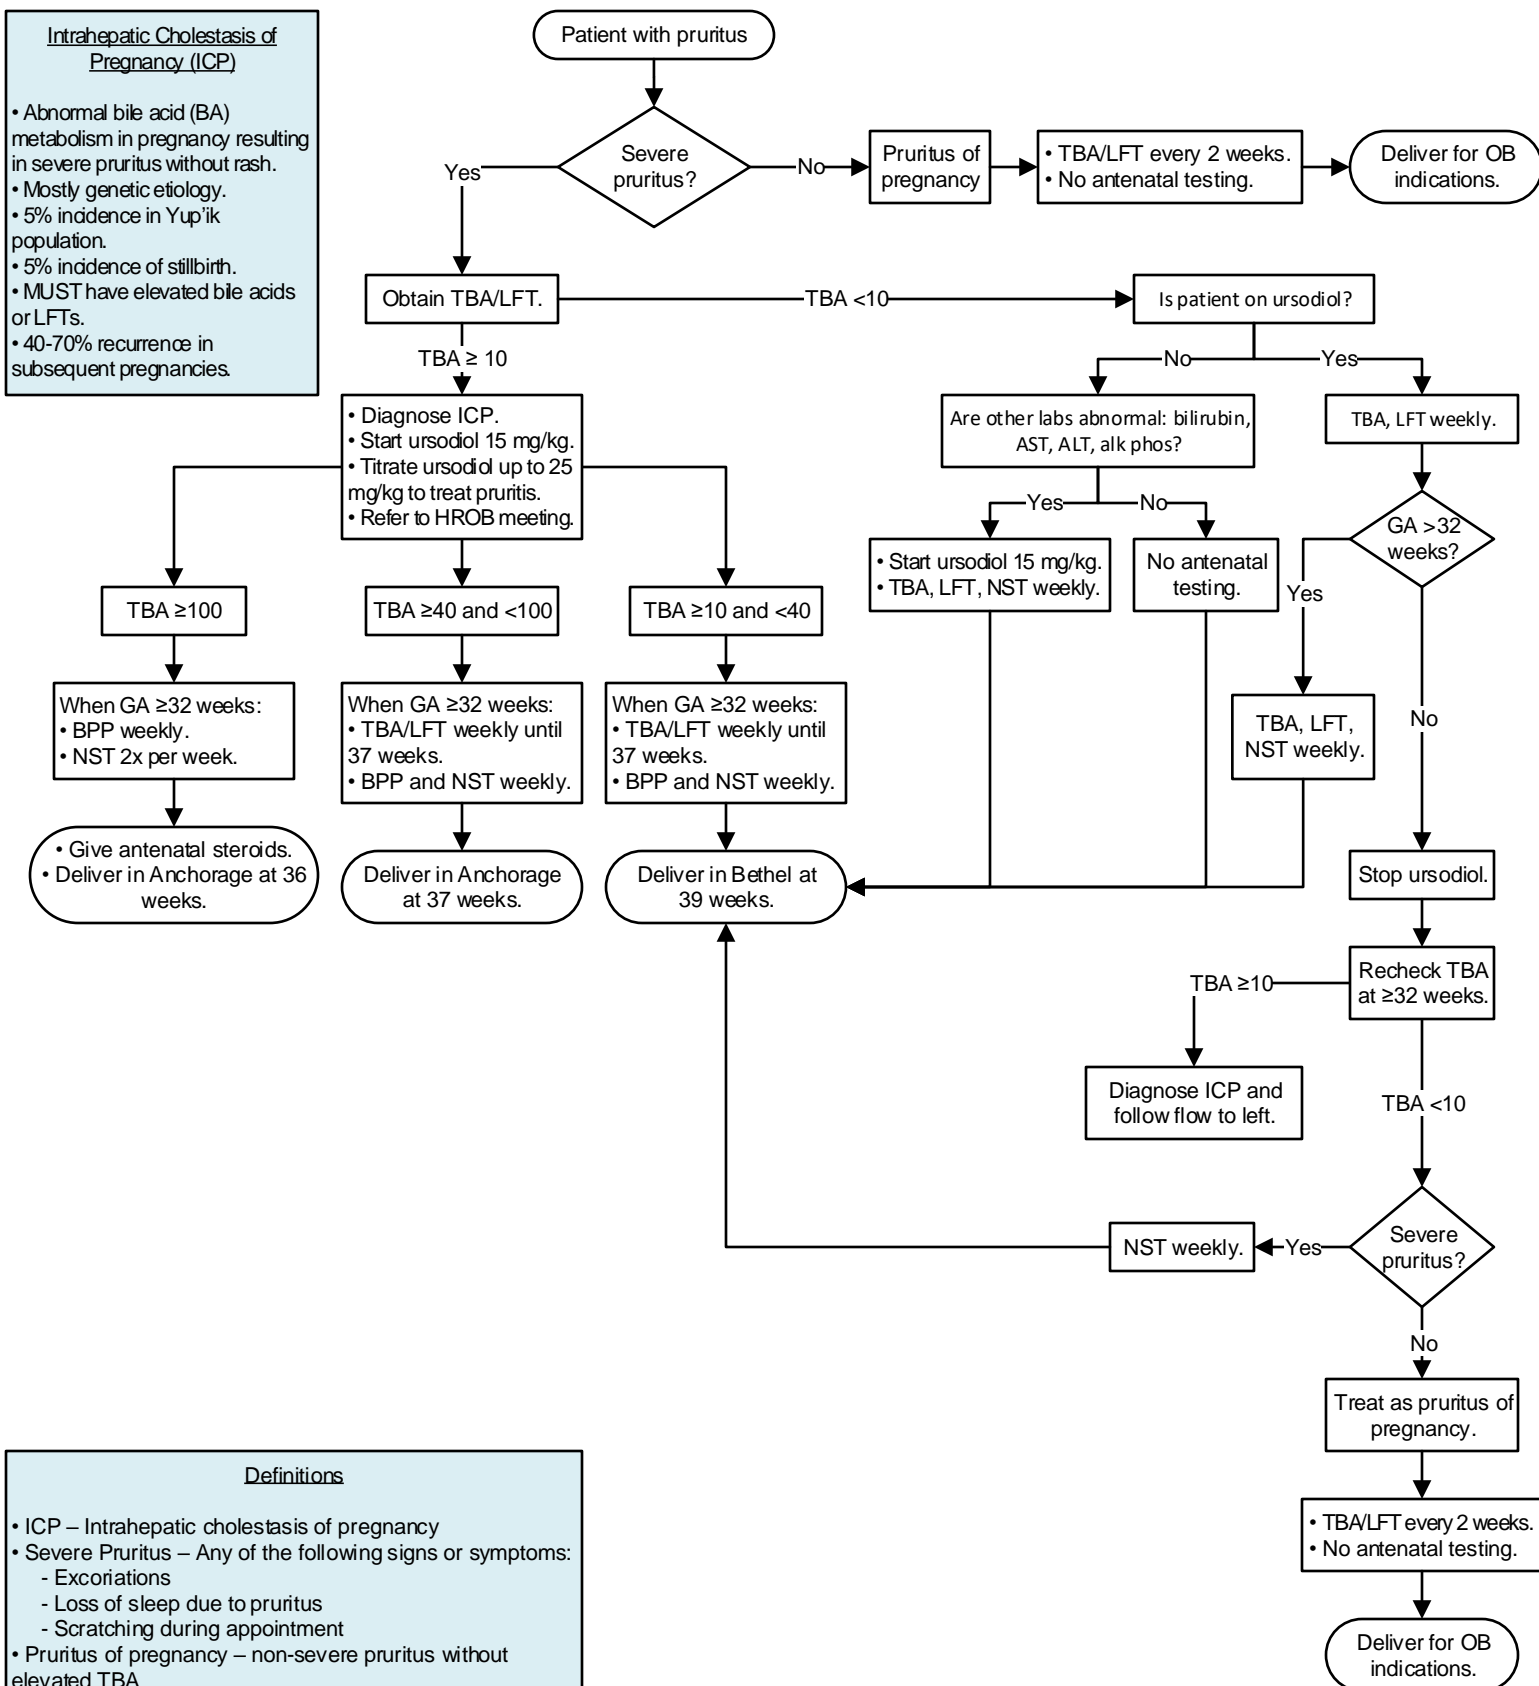 Intrahepatic Cholestasis of
Pregnancy (ICP)
• Abnormal bile acid (BA)
metabolism in pregnancy resulting
in severe pruritus without rash.
• Mostly genetic etiology.
• 5% incidence in Yup'ik
population.
• 5% incidence of stillbirth.
• MUST have elevated bile acids
or LFTs.
• 40-70% recurrence in
subsequent pregnancies.
Patient with pruritus
Severe
pruritus?
Yes
No
Pruritus of
pregnancy
• TBA/LFT every 2 weeks.
• No antenatal testing.
Deliver for OB
indications.
Obtain TBA/LFT.
TBA <10
Is patient on ursodiol?
TBA ≥ 10
No
Yes
• Diagnose ICP.
• Start ursodiol 15 mg/kg.
• Titrate ursodiol up to 25
mg/kg to treat pruritis.
• Refer to HROB meeting.
Are other labs abnormal: bilirubin,
AST, ALT, alk phos?
TBA, LFT weekly.
Yes
No
GA >32
weeks?
• Start ursodiol 15 mg/kg.
• TBA, LFT, NST weekly.
No antenatal
testing.
Yes
No
TBA ≥100
TBA ≥40 and <100
TBA ≥10 and <40
When GA ≥32 weeks:
• BPP weekly.
• NST 2x per week.
When GA ≥32 weeks:
• TBA/LFT weekly until
37 weeks.
• BPP and NST weekly.
When GA ≥32 weeks:
• TBA/LFT weekly until
37 weeks.
• BPP and NST weekly.
TBA, LFT,
NST weekly.
• Give antenatal steroids.
• Deliver in Anchorage at 36
weeks.
Deliver in Anchorage
at 37 weeks.
Deliver in Bethel at
39 weeks.
Stop ursodiol.
Recheck TBA
at ≥32 weeks.
TBA ≥10
Diagnose ICP and
follow flow to left.
TBA <10
Severe
pruritus?
Yes
NST weekly.
No
Treat as pruritus of
pregnancy.
• TBA/LFT every 2 weeks.
• No antenatal testing.
Deliver for OB
indications.
Definitions
• ICP – Intrahepatic cholestasis of pregnancy
• Severe Pruritus – Any of the following signs or symptoms:
- Excoriations
- Loss of sleep due to pruritus
- Scratching during appointment
• Pruritus of pregnancy – non-severe pruritus without
elevated TBA